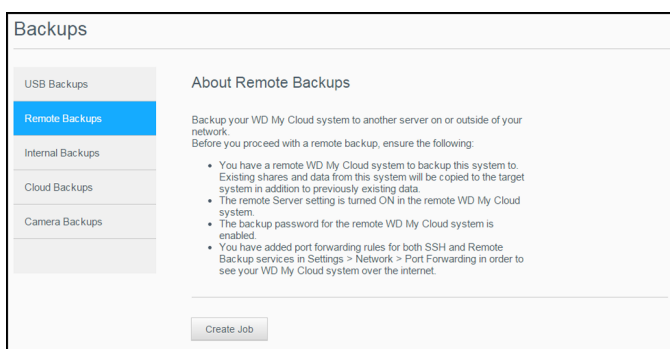 Backups
USB Backups
Remote Backups
Internal Backups
Cloud Backups
Camera Backups
About Remote Backups
Backup your WD My Cloud system to another server on or outside of your
network.
Before you proceed with a remote backup, ensure the following:
• You have a remote WD My Cloud system to backup this system to.
Existing shares and data from this system will be copied to the target
system in addition to previously existing data.
• The remote Server setting is turned ON in the remote WD My Cloud
system.
• The backup password for the remote WD My Cloud system is
enabled.
• You have added port forwarding rules for both SSH and Remote
Backup services in Settings > Network > Port Forwarding in order to
see your WD My Cloud system over the internet.
Create Job